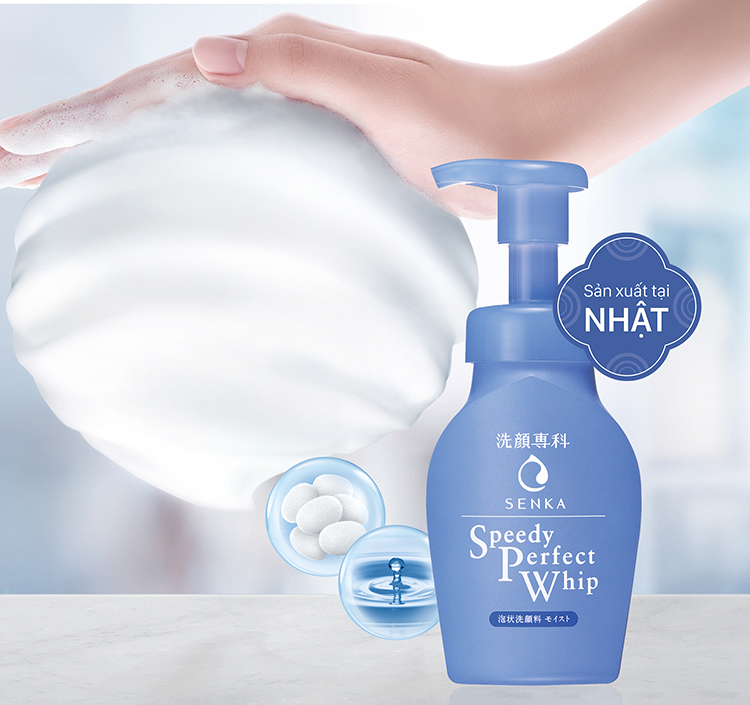 Sản xuất tại
NHẬT
洗顔専科
SENKA
Speedy
Perfect
Whip
泡状洗顔料 モイスト